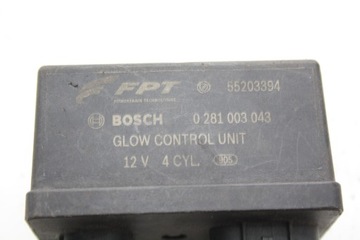 FPT 55203394
BOSCH 0 281 003 043
GLOW CONTROL UNIT
12 V 4 CYL.